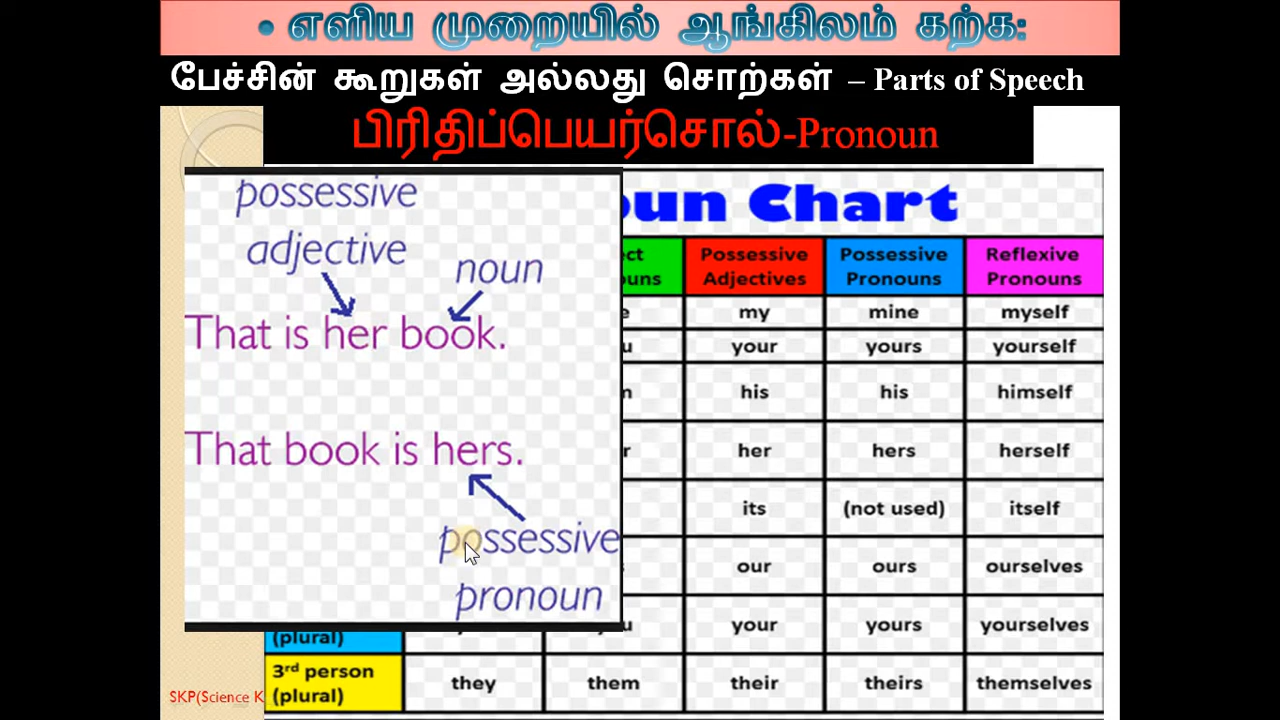 • எளிய முறையில் ஆங்கிலம் கற்க:
பேச்சின் கூறுகள் அல்லது சொற்கள் – Parts of Speech
பிரிதிப்பெயர்சொல்-Pronoun
possessive
adjective
noun
That is her book.
That book is hers.
possessive
pronoun
Chart
Possessive Adjectives
Possessive Pronouns
Reflexive Pronouns
my mine myself
your yours yourself
his his himself
her hers herself
its (not used) itself
our ours ourselves
(plural) your yours yourselves
3rd person (plural) they them their theirs themselves
SKP(Science